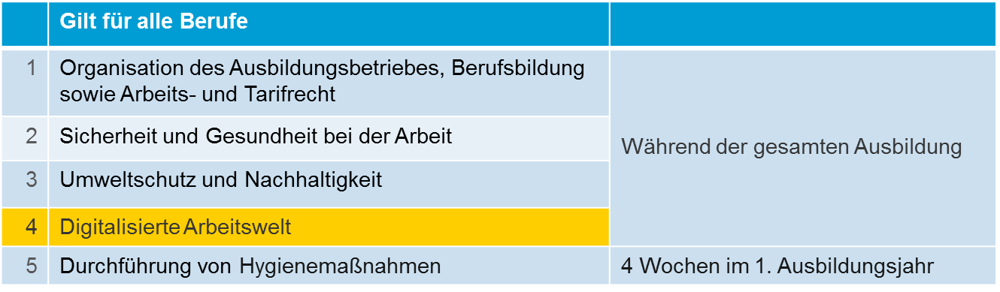 Gilt für alle Berufe
1 Organisation des Ausbildungsbetriebes, Berufsbildung
sowie Arbeits- und Tarifrecht
2 Sicherheit und Gesundheit bei der Arbeit
Während der gesamten Ausbildung
3 Umweltschutz und Nachhaltigkeit
4 Digitalisierte Arbeitswelt
5 Durchführung von Hygienemaßnahmen 4 Wochen im 1. Ausbildungsjahr